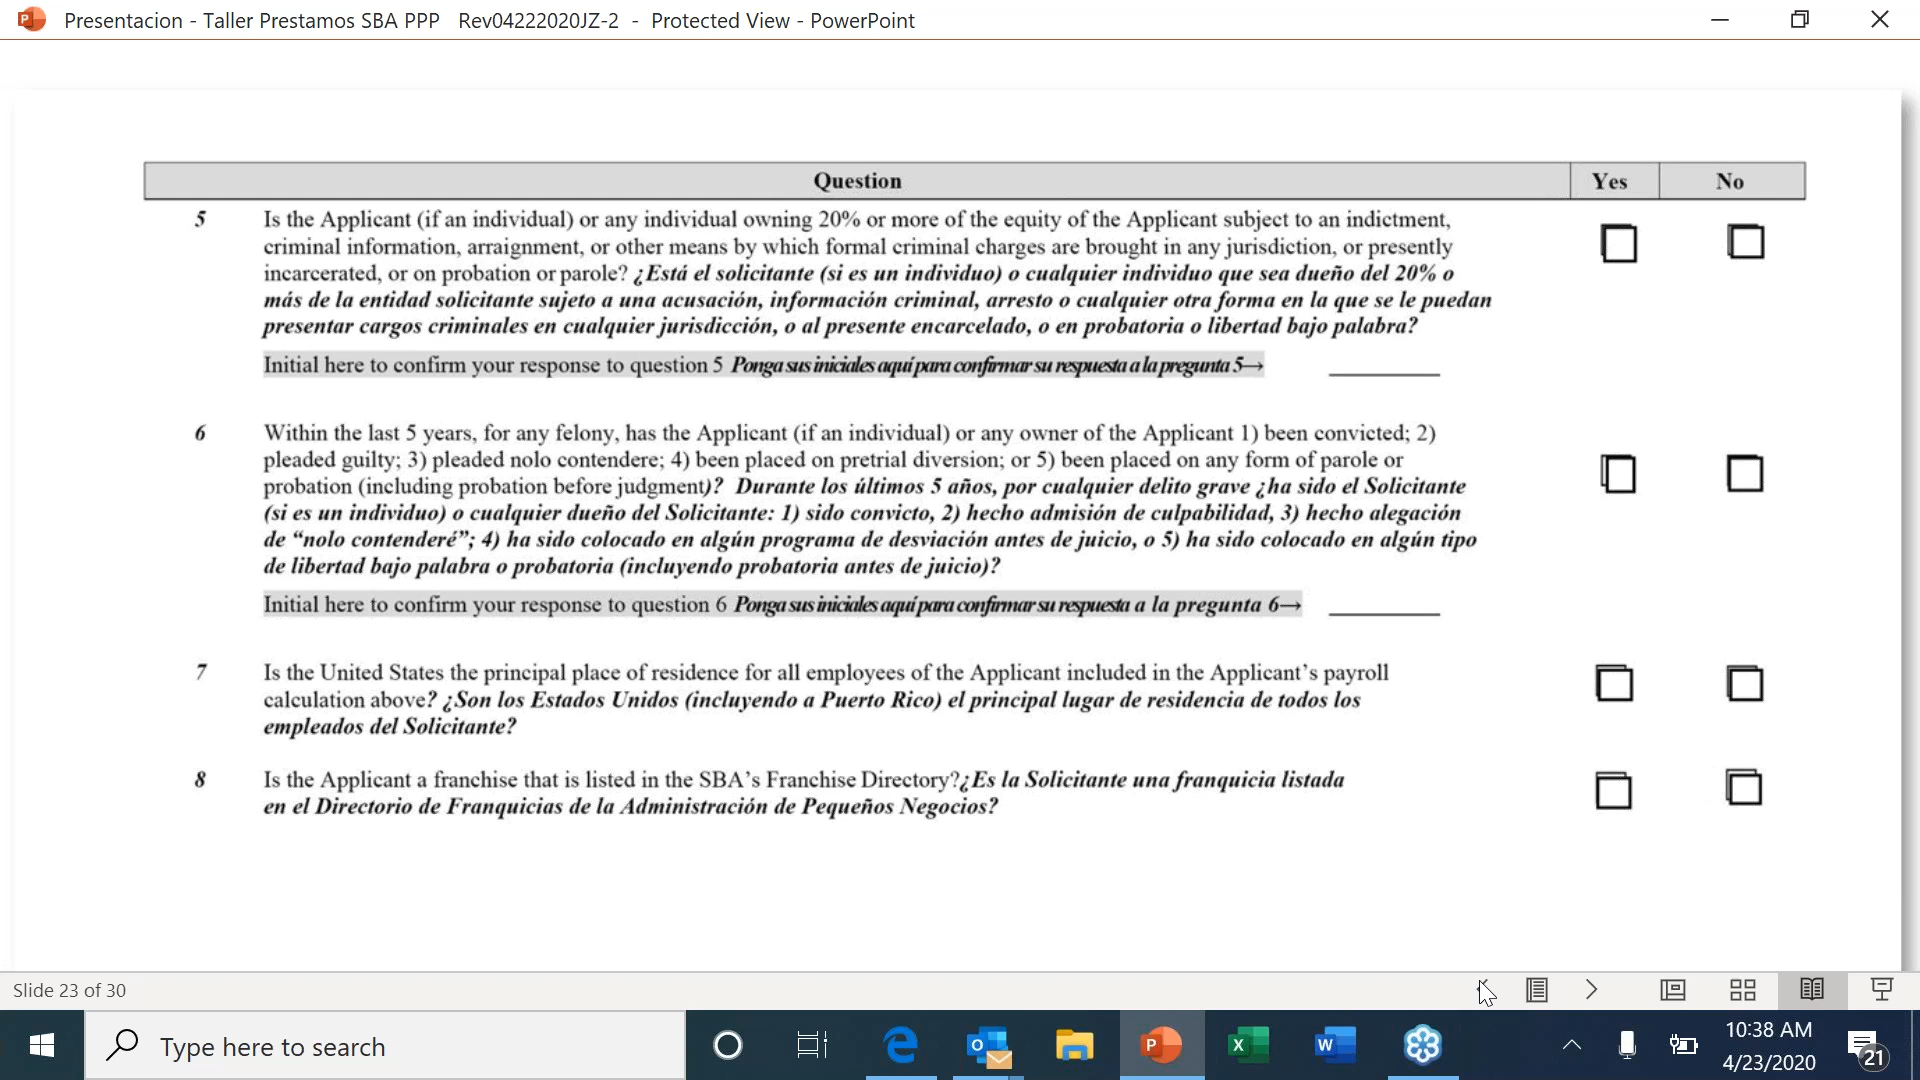 Presentacion - Taller Prestamos SBA PPP Rev04222020JZ-2 - Protected View - PowerPoint
Question Yes No
5 Is the Applicant (if an individual) or any individual owning 20% or more of the equity of the Applicant subject to an indictment,
criminal information, arraignment, or other means by which formal criminal charges are brought in any jurisdiction, or presently
incarcerated, or on probation or parole? ¿Está el solicitante (si es un individuo) o cualquier individuo que sea dueño del 20% o
más de la entidad solicitante sujeto a una acusación, información criminal, arresto o cualquier otra forma en la que se le puedan
presentar cargos criminales en cualquier jurisdicción, o al presente encarcelado, o en probatoria o libertad bajo palabra?
Initial here to confirm your response to question 5 Ponga sus iniciales aquí para confirmar su respuesta a la pregunta 5→
6 Within the last 5 years, for any felony, has the Applicant (if an individual) or any owner of the Applicant 1) been convicted; 2)
pleaded guilty; 3) pleaded nolo contendere; 4) been placed on pretrial diversion; or 5) been placed on any form of parole or
probation (including probation before judgment)? Durante los últimos 5 años, por cualquier delito grave ¿ha sido el Solicitante
(si es un individuo) o cualquier dueño del Solicitante: 1) sido convicto, 2) hecho admisión de culpabilidad, 3) hecho alegación
de “nolo contenderé”; 4) ha sido colocado en algún programa de desviación antes de juicio, o 5) ha sido colocado en algún tipo
de libertad bajo palabra o probatoria (incluyendo probatoria antes de juicio)?
Initial here to confirm your response to question 6 Ponga sus iniciales aquí para confirmar su respuesta a la pregunta 6→
7 Is the United States the principal place of residence for all employees of the Applicant included in the Applicant’s payroll
calculation above? ¿Son los Estados Unidos (incluyendo a Puerto Rico) el principal lugar de residencia de todos los
empleados del Solicitante?
8 Is the Applicant a franchise that is listed in the SBA’s Franchise Directory?¿Es la Solicitante una franquicia listada
en el Directorio de Franquicias de la Administración de Pequeños Negocios?
Slide 23 of 30
Type here to search
10:38 AM
4/23/2020
21